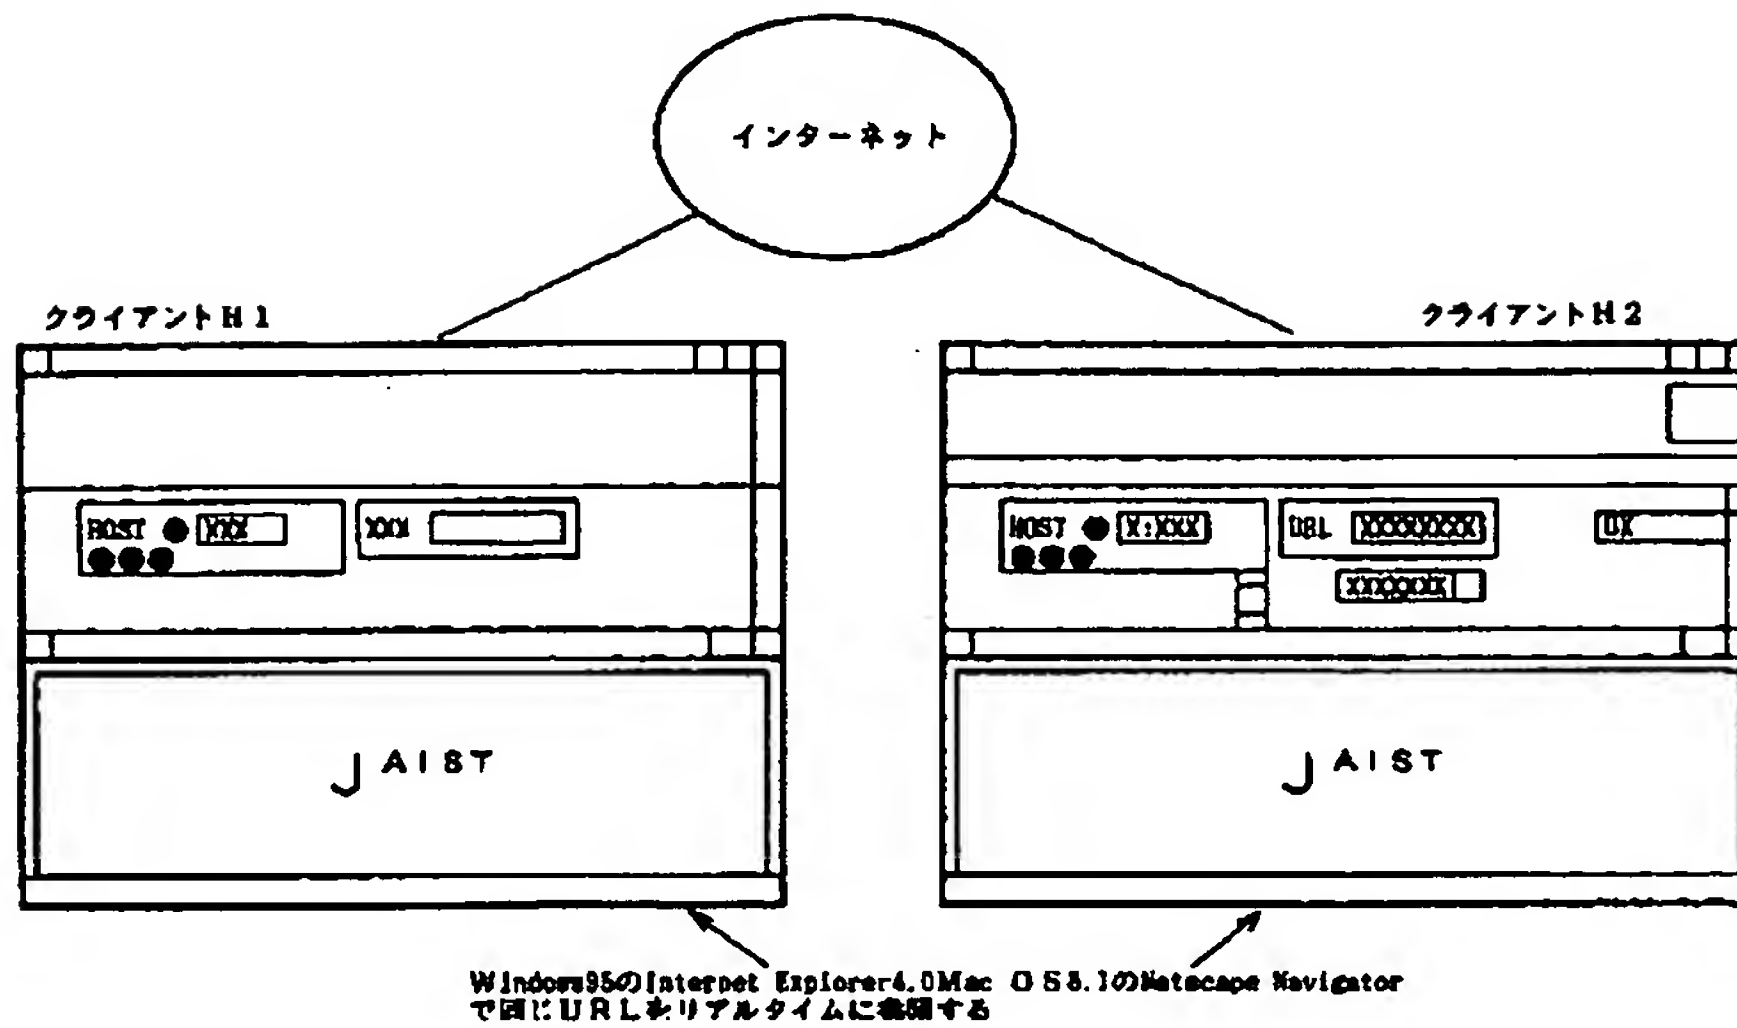 インターネット
クライアントH1
クライアントH2
HOST XXX
XXX
HOST X:XXX
URL XXXXXXXX
XXXXXXX
JAIST
JAIST
Windows95のInternet Explorer4.0Mac OS8.1のNetscape Navigator
で同じURLをリアルタイムにする